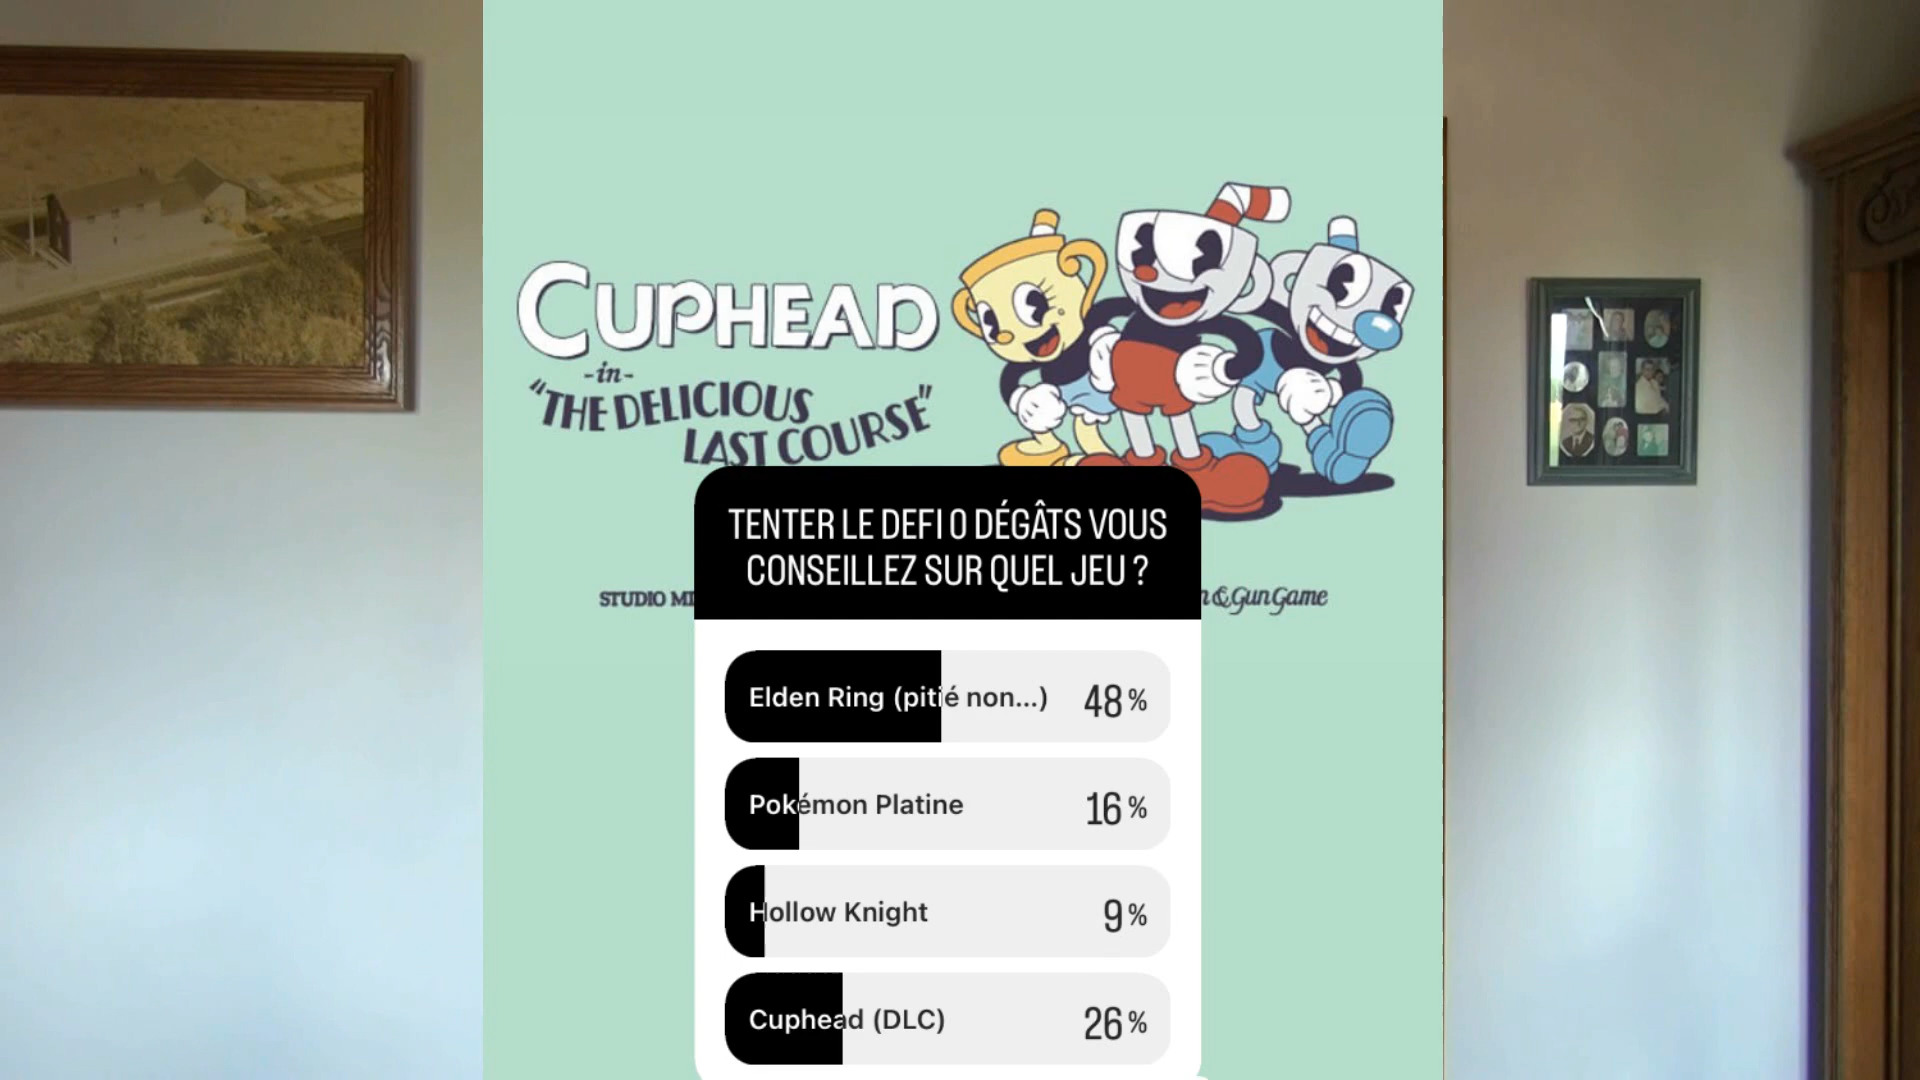 CUPHEAD
-in-
"THE DELICIOUS
LAST COURSE"
TENTER LE DEFI 0 DÉGÂTS VOUS
CONSEILLEZ SUR QUEL JEU ?
STUDIO
& Gun Game
Elden Ring (pitié non...) 48%
Pokémon Platine 16%
Hollow Knight 9%
Cuphead (DLC) 26%